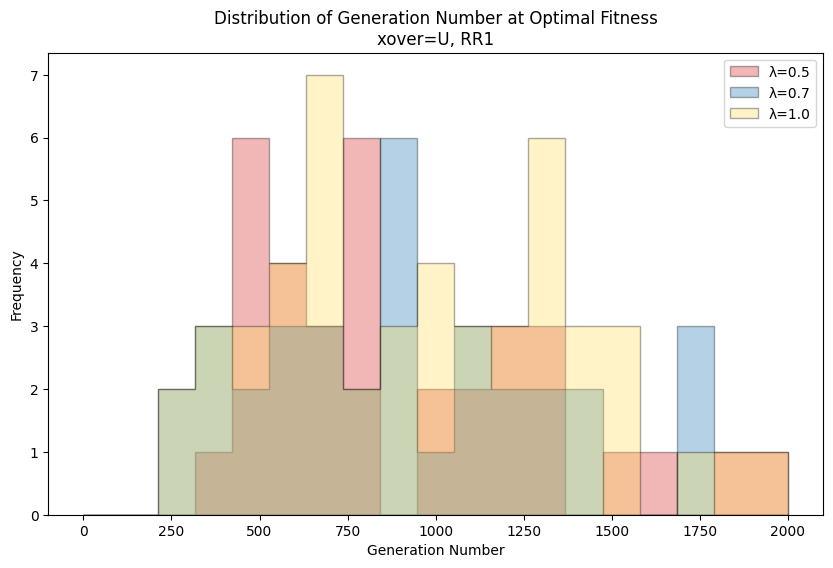 Distribution of Generation Number at Optimal Fitness
xover=U, RR1
λ=0.5
λ=0.7
λ=1.0
Frequency
7
6
5
4
3
2
1
0
0 250 500 750 1000 1250 1500 1750 2000
Generation Number